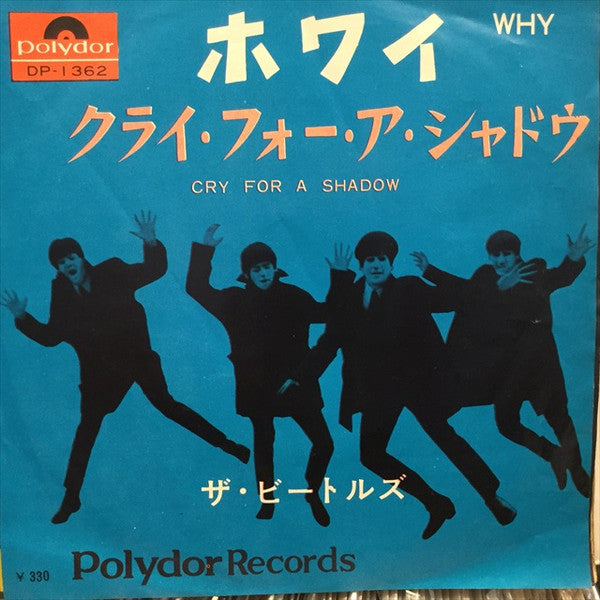 Polydor
DP-1362
ホワイ
WHY
クライ・フォー・ア・シャドウ
CRY FOR A SHADOW
ザ・ビートルズ
¥ 330
Polydor Records